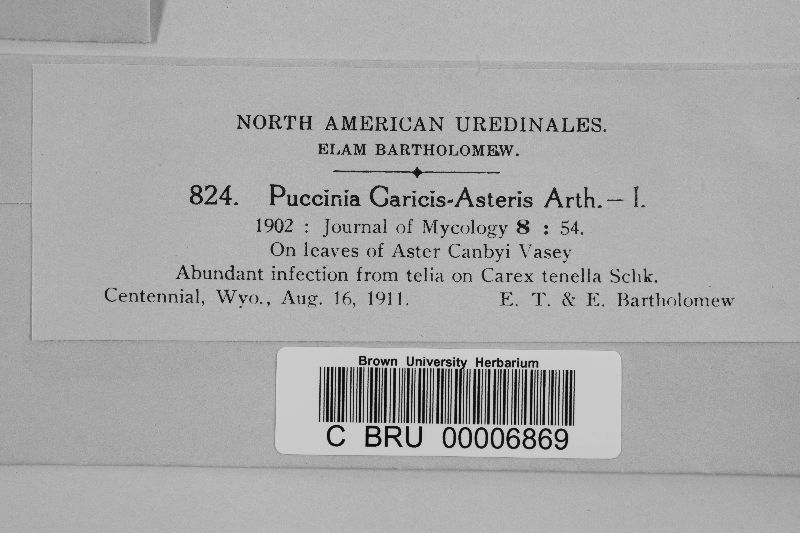 NORTH AMERICAN UREDINALES.
ELAM BARTHOLOMEW.
824. Puccinia Caricis-Asteris Arth.— I.
1902 : Journal of Mycology 8 : 54.
On leaves of Aster Canbyi Vasey
Abundant infection from telia on Carex tenella Schk.
Centennial, Wyo., Aug. 16, 1911. E. T. & E. Bartholomew
Brown University Herbarium
C BRU 00006869